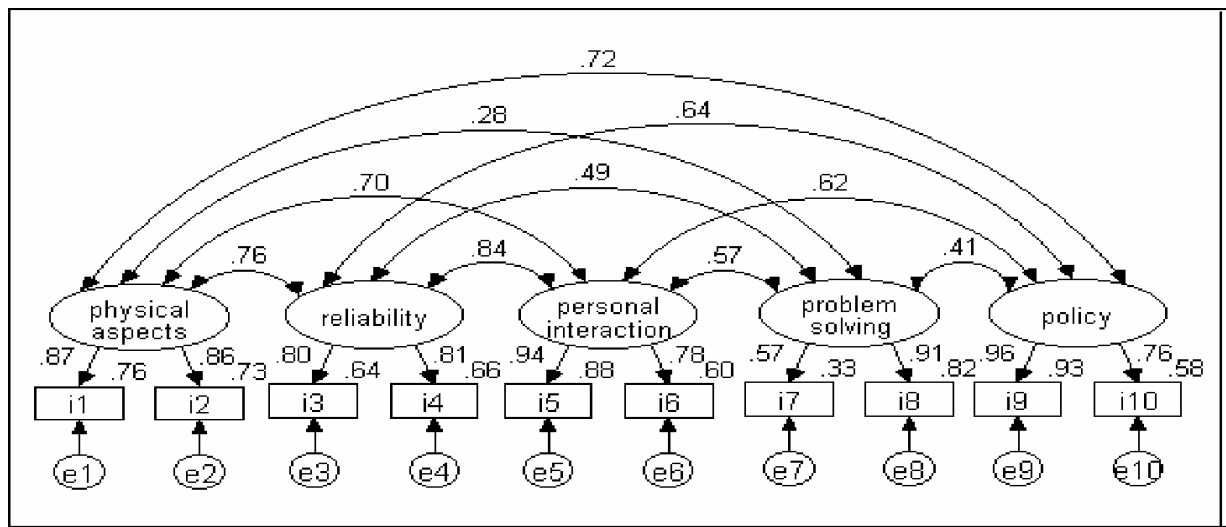 .72
.28 .64
.70 .49 .62
.76 .84 .57 .41
physical aspects
reliability
personal interaction
problem solving
policy
.87 .86 .80 .81 .94 .78 .57 .91 .96 .76
.76 .73 .64 .66 .88 .60 .33 .82 .93 .58
i1 i2 i3 i4 i5 i6 i7 i8 i9 i10
e1 e2 e3 e4 e5 e6 e7 e8 e9 e10